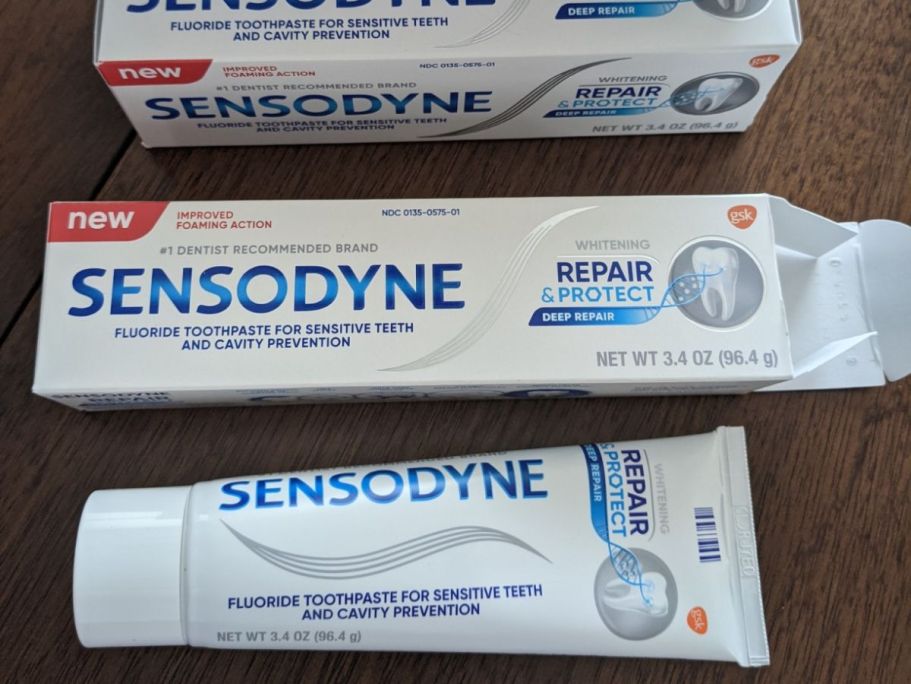 SENSODYNE
FLUORIDE TOOTHPASTE FOR SENSITIVE TEETH
AND CAVITY PREVENTION
DEEP REPAIR
new
IMPROVED
FOAMING ACTION
NDC 0135-0575-01
gsk
#1 DENTIST RECOMMENDED BRAND
SENSODYNE
FLUORIDE TOOTHPASTE FOR SENSITIVE TEETH
AND CAVITY PREVENTION
WHITENING
REPAIR
& PROTECT
DEEP REPAIR
NET WT 3.4 OZ (96.4 g)
new
IMPROVED
FOAMING ACTION
NDC 0135-0575-01
gsk
#1 DENTIST RECOMMENDED BRAND
SENSODYNE
FLUORIDE TOOTHPASTE FOR SENSITIVE TEETH
AND CAVITY PREVENTION
WHITENING
REPAIR
& PROTECT
DEEP REPAIR
NET WT 3.4 OZ (96.4 g)
SENSODYNE
REPAIR
SENSODYNE
FLUORIDE TOOTHPASTE FOR SENSITIVE TEETH
AND CAVITY PREVENTION
NET WT 3.4 OZ (96.4 g)
WHITENING
REPAIR
& PROTECT
DEEP REPAIR
gsk